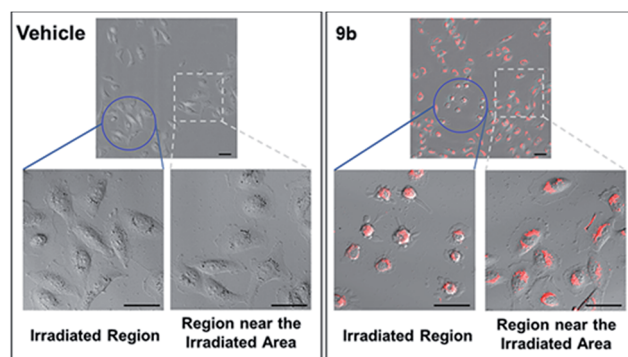 Vehicle
9b
Irradiated Region
Region near the
Irradiated Area
Irradiated Region
Region near the
Irradiated Area